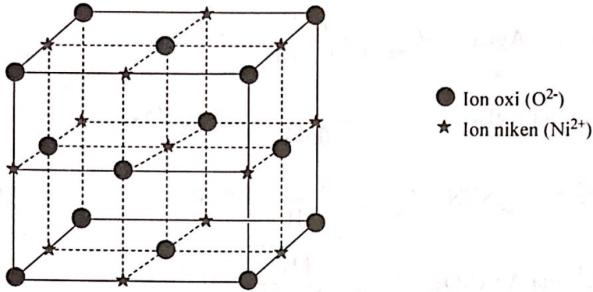 Ion oxi (O²⁻)
Ion niken (Ni²⁺)